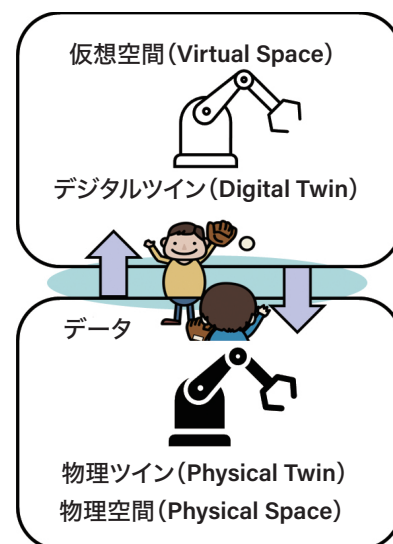 仮想空間（Virtual Space）
デジタルツイン（Digital Twin）
データ
物理ツイン（Physical Twin）
物理空間（Physical Space）